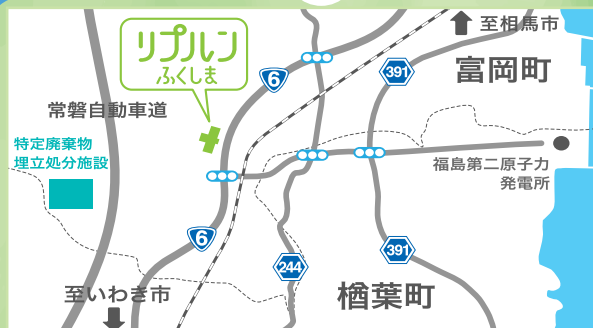 至相馬市
リプルン
ふくしま
6
391
富岡町
常磐自動車道
特定廃棄物
埋立処分施設
福島第二原子力
発電所
6
391
244
至いわき市
楢葉町